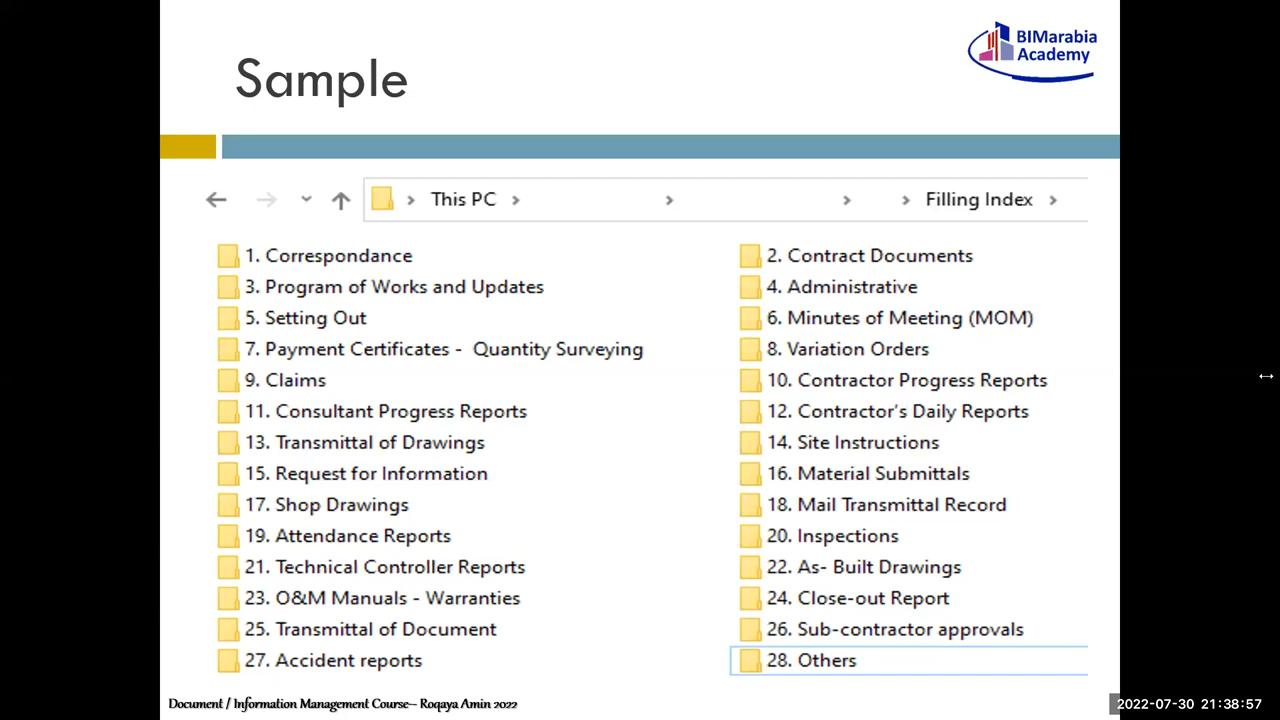 BIMarabia
Academy
Sample
This PC
Filling Index
1. Correspondance
2. Contract Documents
3. Program of Works and Updates
4. Administrative
5. Setting Out
6. Minutes of Meeting (MOM)
7. Payment Certificates - Quantity Surveying
8. Variation Orders
9. Claims
10. Contractor Progress Reports
11. Consultant Progress Reports
12. Contractor's Daily Reports
13. Transmittal of Drawings
14. Site Instructions
15. Request for Information
16. Material Submittals
17. Shop Drawings
18. Mail Transmittal Record
19. Attendance Reports
20. Inspections
21. Technical Controller Reports
22. As- Built Drawings
23. O&M Manuals - Warranties
24. Close-out Report
25. Transmittal of Document
26. Sub-contractor approvals
27. Accident reports
28. Others
Document / Information Management Course– Roqaya Amin 2022
2022-07-30 21:38:57